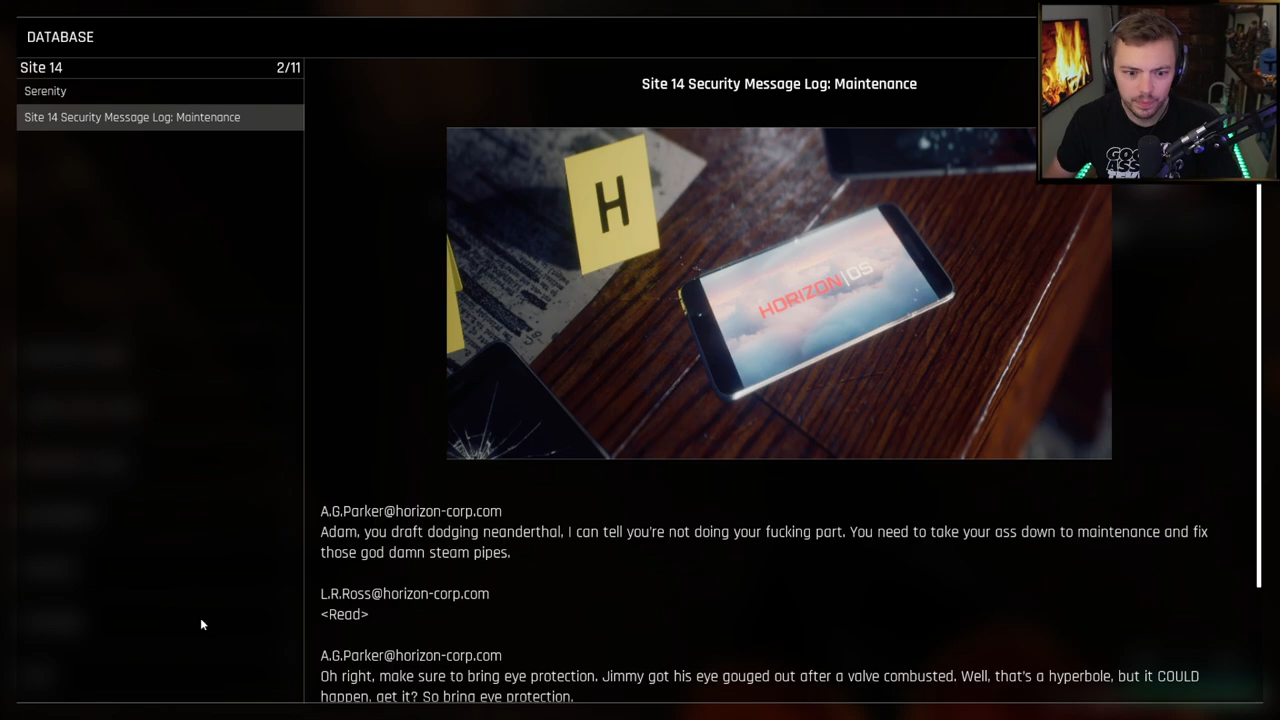 DATABASE
Site 14 2/11
Serenity
Site 14 Security Message Log: Maintenance
Site 14 Security Message Log: Maintenance
H
HORIZON|OS
A.G.Parker@horizon-corp.com
Adam, you draft dodging neanderthal, I can tell you're not doing your fucking part. You need to take your ass down to maintenance and fix
those god damn steam pipes.
L.R.Ross@horizon-corp.com
<Read>
A.G.Parker@horizon-corp.com
Oh right, make sure to bring eye protection. Jimmy got his eye gouged out after a valve combusted. Well, that's a hyperbole, but it COULD
happen, get it? So bring eye protection.